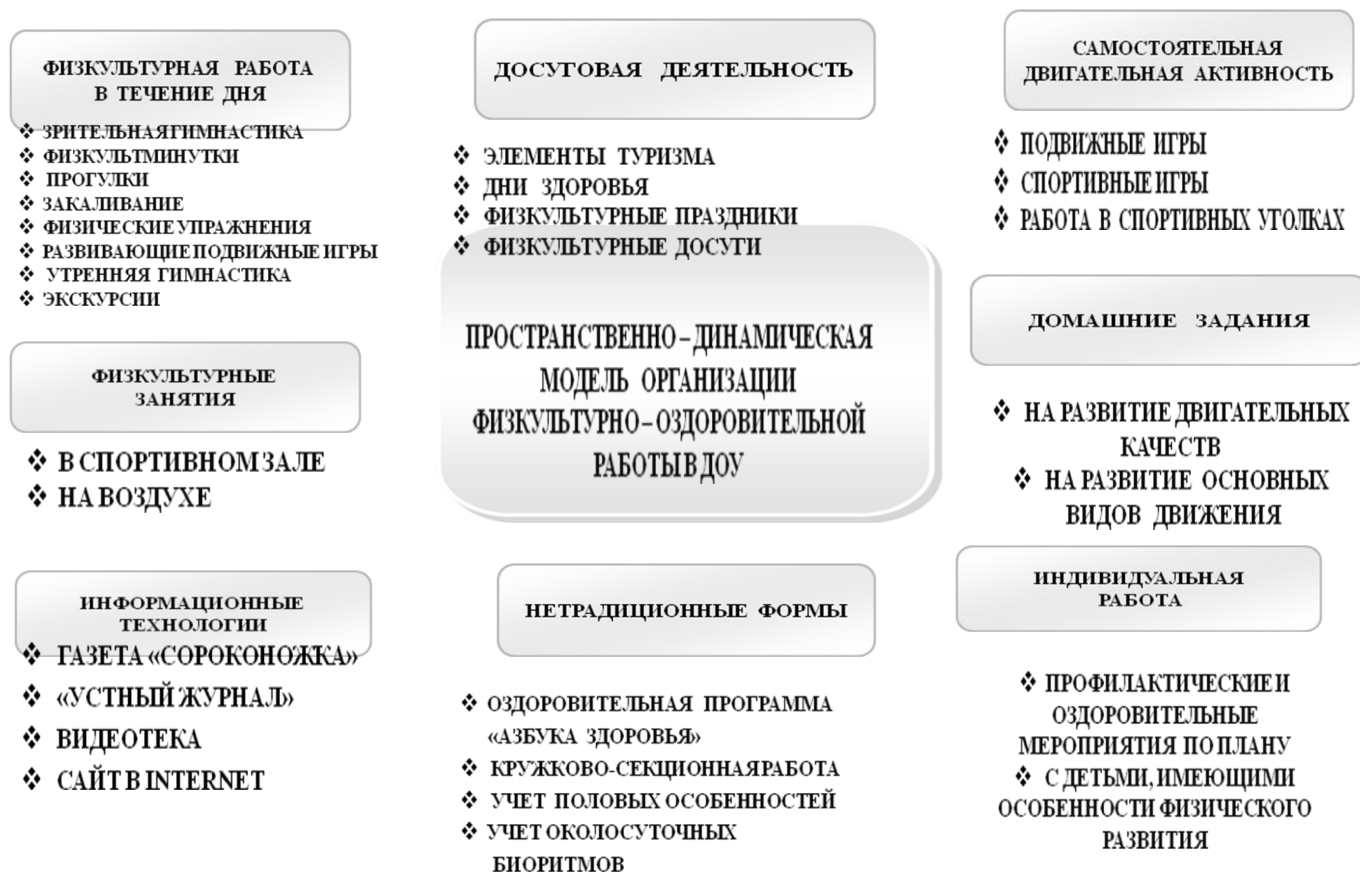 ФИЗКУЛЬТУРНАЯ РАБОТА
В ТЕЧЕНИЕ ДНЯ
❖ ЗРИТЕЛЬНАЯ ГИМНАСТИКА
❖ ФИЗКУЛЬТМИНУТКИ
❖ ПРОГУЛКИ
❖ ЗАКАЛИВАНИЕ
❖ ФИЗИЧЕСКИЕ УПРАЖНЕНИЯ
❖ РАЗВИВАЮЩИЕ ПОДВИЖНЫЕ ИГРЫ
❖ УТРЕННЯЯ ГИМНАСТИКА
❖ ЭКСКУРСИИ
ДОСУГОВАЯ ДЕЯТЕЛЬНОСТЬ
❖ ЭЛЕМЕНТЫ ТУРИЗМА
❖ ДНИ ЗДОРОВЬЯ
❖ ФИЗКУЛЬТУРНЫЕ ПРАЗДНИКИ
❖ ФИЗКУЛЬТУРНЫЕ ДОСУГИ
САМОСТОЯТЕЛЬНАЯ
ДВИГАТЕЛЬНАЯ АКТИВНОСТЬ
❖ ПОДВИЖНЫЕ ИГРЫ
❖ СПОРТИВНЫЕ ИГРЫ
❖ РАБОТА В СПОРТИВНЫХ УГОЛКАХ
ФИЗКУЛЬТУРНЫЕ
ЗАНЯТИЯ
❖ В СПОРТИВНОМ ЗАЛЕ
❖ НА ВОЗДУХЕ
ПРОСТРАНСТВЕННО – ДИНАМИЧЕСКАЯ
МОДЕЛЬ ОРГАНИЗАЦИИ
ФИЗКУЛЬТУРНО – ОЗДОРОВИТЕЛЬНОЙ
РАБОТЫ В ДОУ
ДОМАШНИЕ ЗАДАНИЯ
❖ НА РАЗВИТИЕ ДВИГАТЕЛЬНЫХ
КАЧЕСТВ
❖ НА РАЗВИТИЕ ОСНОВНЫХ
ВИДОВ ДВИЖЕНИЯ
ИНФОРМАЦИОННЫЕ
ТЕХНОЛОГИИ
❖ ГАЗЕТА «СОРОКОНОЖКА»
❖ «УСТНЫЙ ЖУРНАЛ»
❖ ВИДЕОТЕКА
❖ САЙТ В INTERNET
НЕТРАДИЦИОННЫЕ ФОРМЫ
❖ ОЗДОРОВИТЕЛЬНАЯ ПРОГРАММА
«АЗБУКА ЗДОРОВЬЯ»
❖ КРУЖКОВО-СЕКЦИОННАЯ РАБОТА
❖ УЧЕТ ПОЛОВЫХ ОСОБЕННОСТЕЙ
❖ УЧЕТ ОКОЛОСУТОЧНЫХ
БИОРИТМОВ
ИНДИВИДУАЛЬНАЯ
РАБОТА
❖ ПРОФИЛАКТИЧЕСКИЕ И
ОЗДОРОВИТЕЛЬНЫЕ
МЕРОПРИЯТИЯ ПО ПЛАНУ
❖ С ДЕТЬМИ, ИМЕЮЩИМИ
ОСОБЕННОСТИ ФИЗИЧЕСКОГО
РАЗВИТИЯ